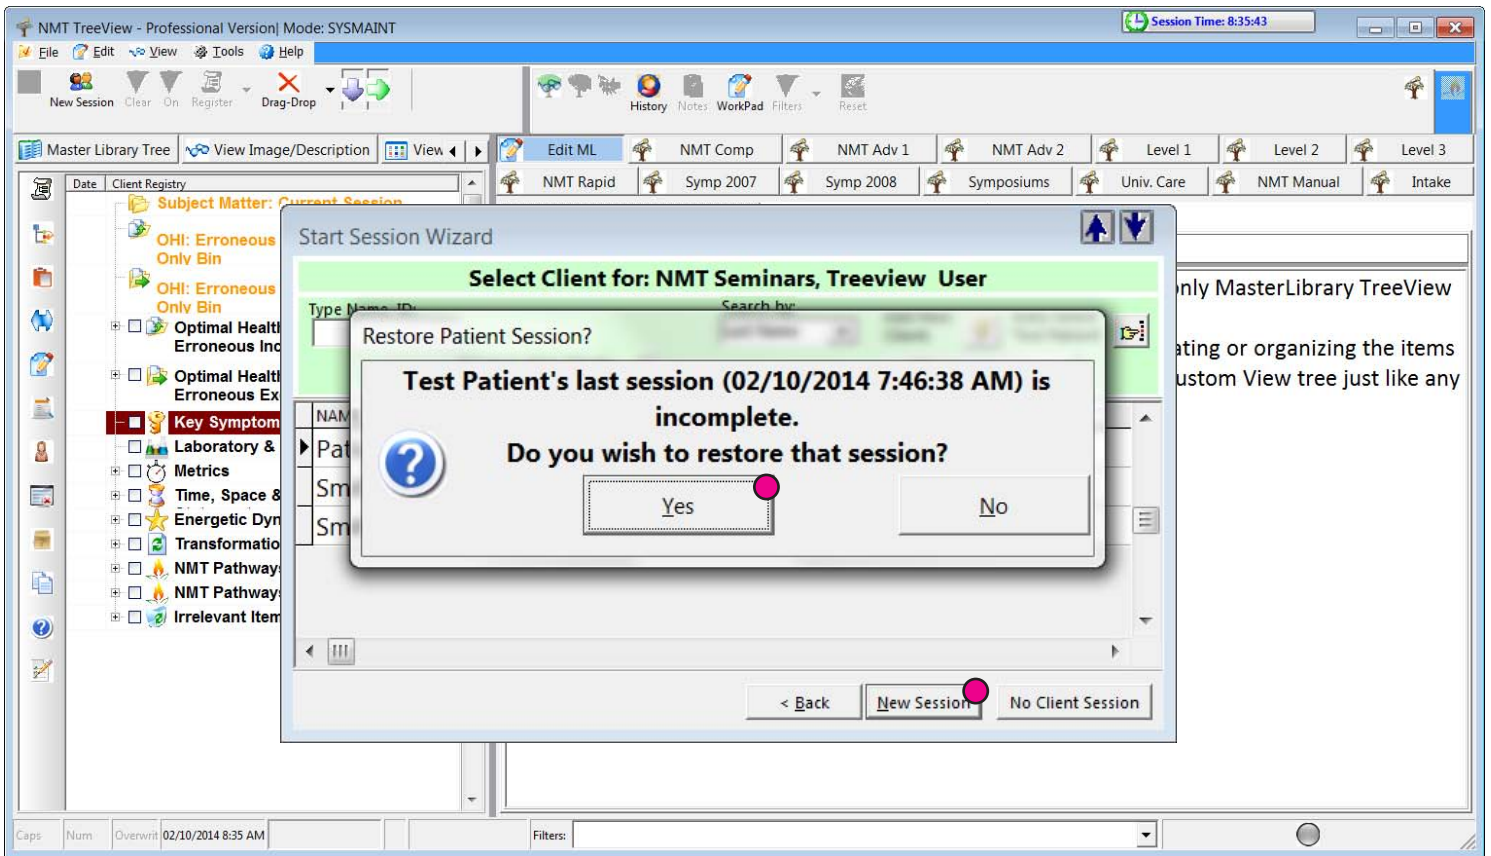 NMT TreeView - Professional Version| Mode: SYSMAINT
Session Time: 8:35:43
File Edit View Tools Help
New Session Clear On Register Drag-Drop
History Notes WorkPad Filters Reset
Master Library Tree View Image/Description View
Edit ML NMT Comp NMT Adv 1 NMT Adv 2 Level 1 Level 2 Level 3
NMT Rapid Symp 2007 Symp 2008 Symposiums Univ. Care NMT Manual Intake
Date Client Registry
Subject Matter: Current Session
OHI: Erroneous
Only Bin
OHI: Erroneous
Only Bin
Optimal Healt
Erroneous Inc
Optimal Healt
Erroneous Ex
Key Symptom
Laboratory &
Metrics
Time, Space &
Energetic Dyn
Transformatio
NMT Pathway
NMT Pathway
Irrelevant Item
Start Session Wizard
Select Client for: NMT Seminars, Treeview User
Type Name, ID:
Search by:
Restore Patient Session?
Test Patient's last session (02/10/2014 7:46:38 AM) is
incomplete.
Do you wish to restore that session?
Yes No
NAM
Pat
Sm
Sm
< Back New Session No Client Session
only MasterLibrary TreeView
ating or organizing the items
ustom View tree just like any
Caps Num Overwrit 02/10/2014 8:35 AM
Filters: